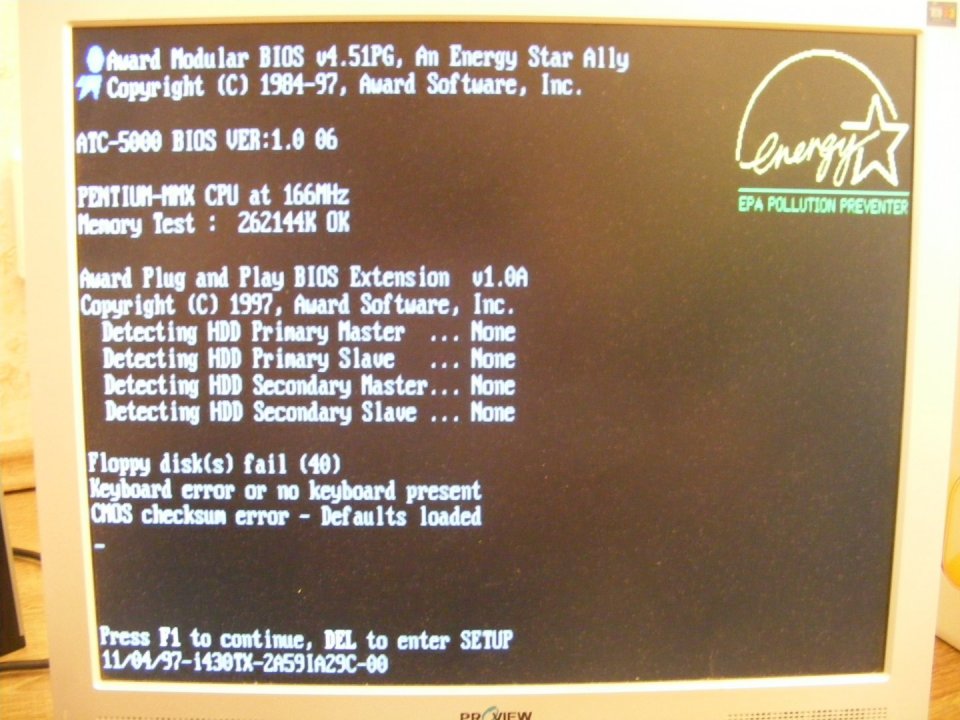 Award Modular BIOS v4.51PG, An Energy Star Ally
Copyright (C) 1984-97, Award Software, Inc.
energy
EPA POLLUTION PREVENTER
ATC-5000 BIOS VER:1.0 06
PENTIUM-MMX CPU at 166MHz
Memory Test :  262144K OK
Award Plug and Play BIOS Extension  v1.0A
Copyright (C) 1997, Award Software, Inc.
Detecting HDD Primary Master   ... None
Detecting HDD Primary Slave    ... None
Detecting HDD Secondary Master... None
Detecting HDD Secondary Slave ... None
Floppy disk(s) fail (40)
Keyboard error or no keyboard present
CMOS checksum error - Defaults loaded
Press F1 to continue, DEL to enter SETUP
11/04/97-i430TX-2A59IA29C-00
PROVIEW